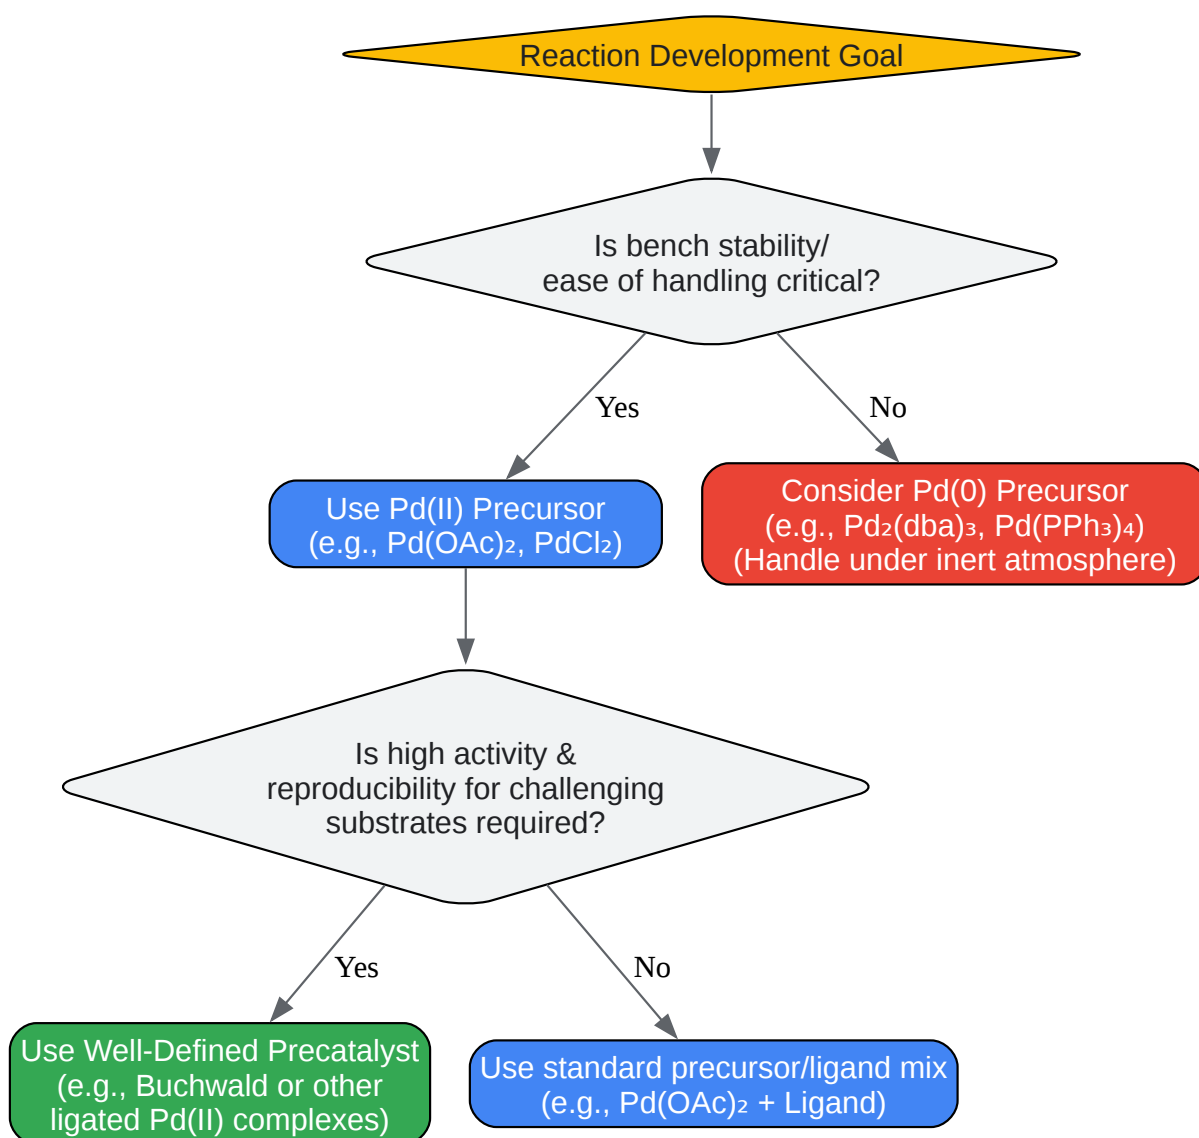 Reaction Development Goal
Is bench stability/
ease of handling critical?
Yes
No
Use Pd(II) Precursor
(e.g., Pd(OAc)₂, PdCl₂)
Consider Pd(0) Precursor
(e.g., Pd₂(dba)₃, Pd(PPh₃)₄)
(Handle under inert atmosphere)
Is high activity &
reproducibility for challenging
substrates required?
Yes
No
Use Well-Defined Precatalyst
(e.g., Buchwald or other
ligated Pd(II) complexes)
Use standard precursor/ligand mix
(e.g., Pd(OAc)₂ + Ligand)